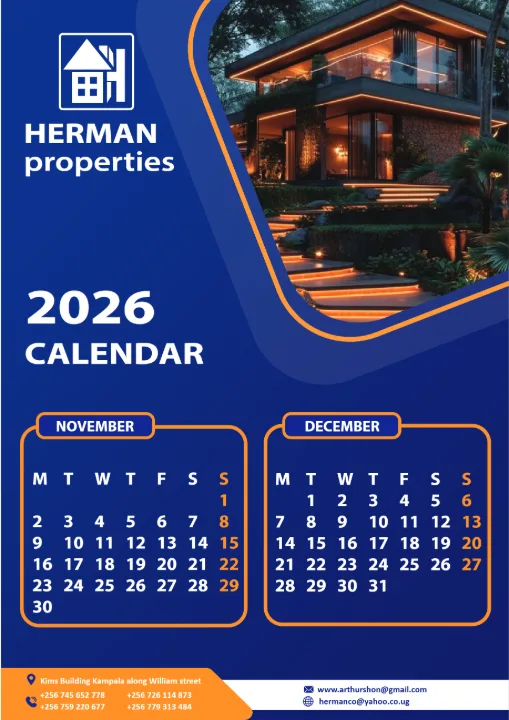 HERMAN
properties
2026
CALENDAR
NOVEMBER
M T W T F S S
1
2 3 4 5 6 7 8
9 10 11 12 13 14 15
16 17 18 19 20 21 22
23 24 25 26 27 28 29
30
DECEMBER
M T W T F S S
1 2 3 4 5 6
7 8 9 10 11 12 13
14 15 16 17 18 19 20
21 22 23 24 25 26 27
28 29 30 31
Kims Building Kampala along William street
+256 745 652 778 +256 726 114 873
+256 759 220 677 +256 779 313 484
www.arthurshon@gmail.com
hermanco@yahoo.co.ug